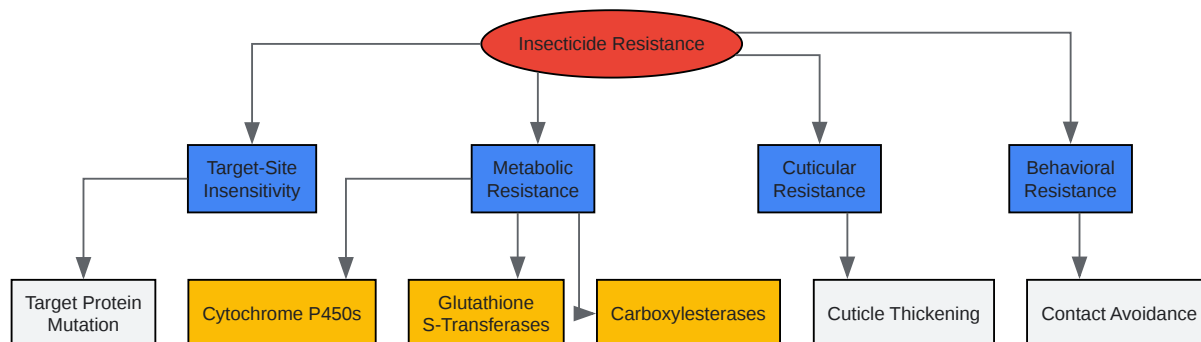 Insecticide Resistance
Target-Site
Insensitivity
Metabolic
Resistance
Cuticular
Resistance
Behavioral
Resistance
Target Protein
Mutation
Cytochrome P450s
Glutathione
S-Transferases
Carboxylesterases
Cuticle Thickening
Contact Avoidance